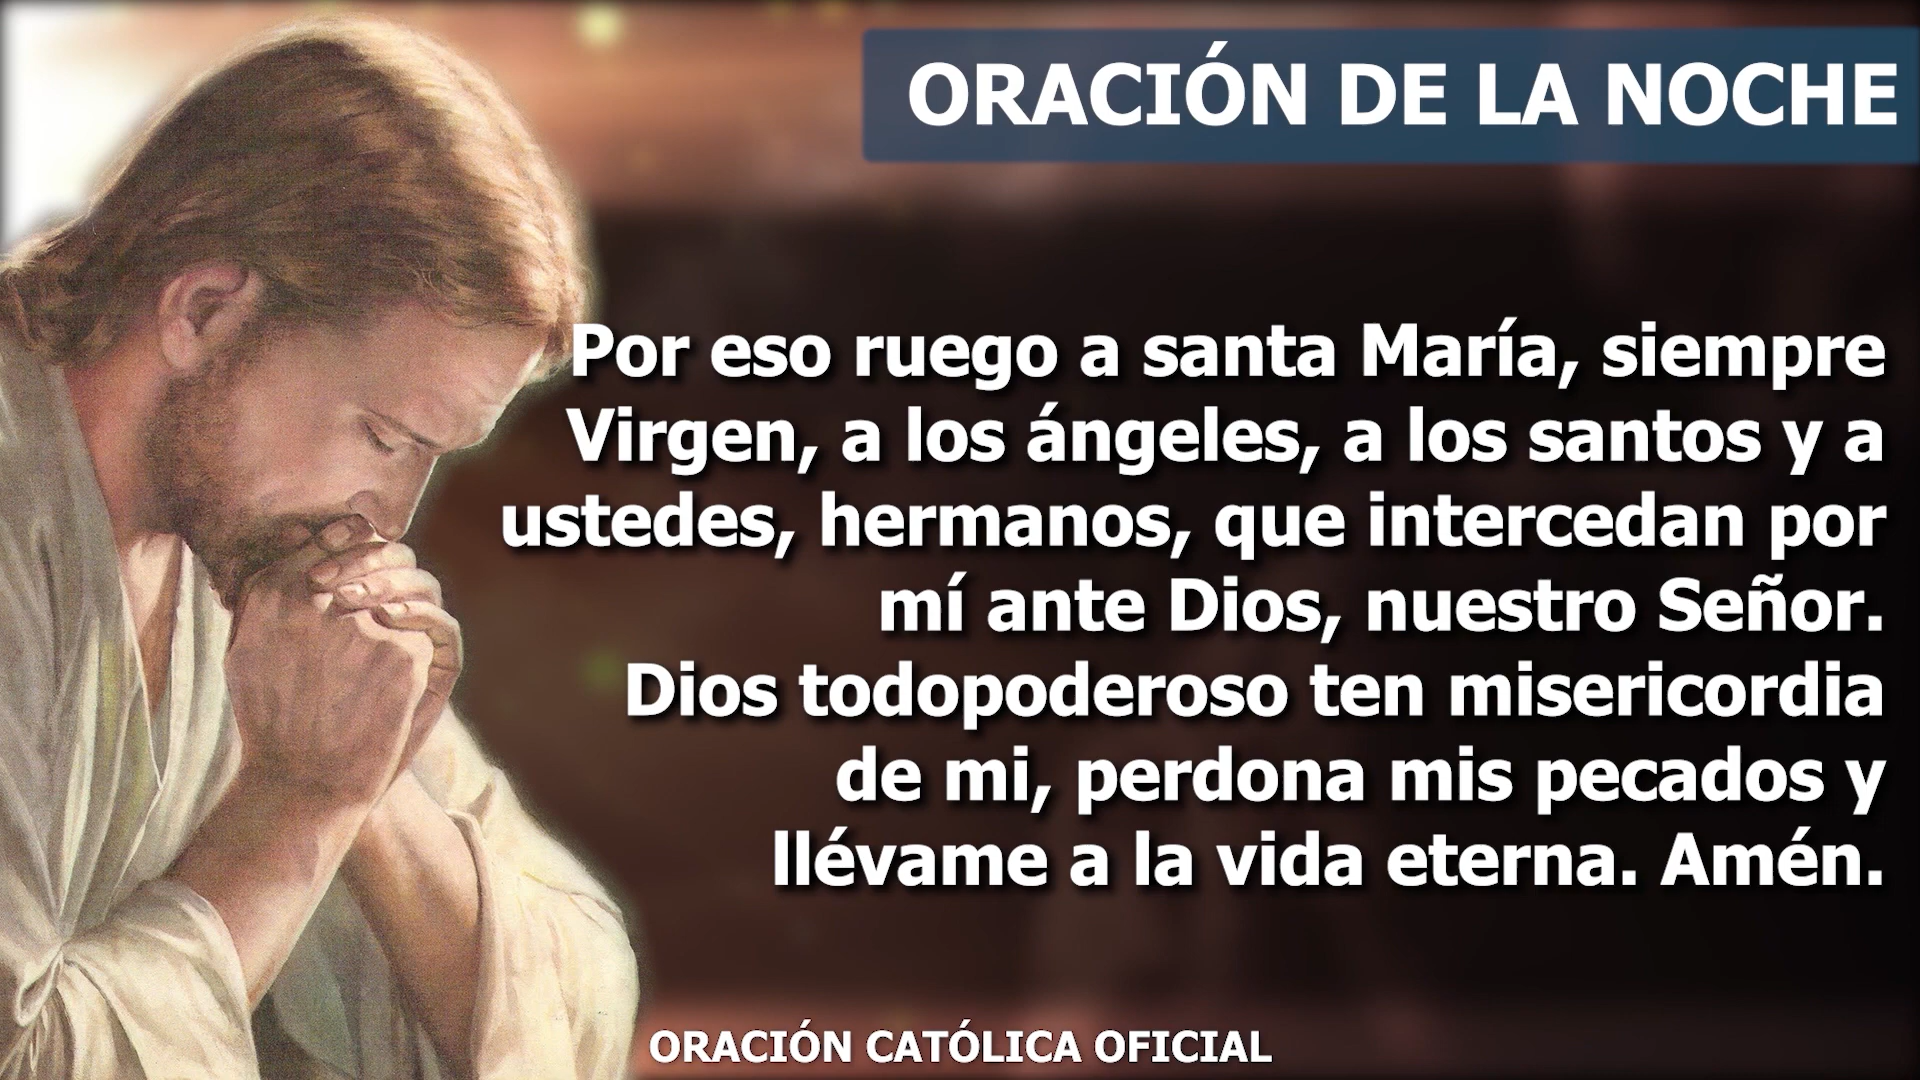 ORACIÓN DE LA NOCHE
Por eso ruego a santa María, siempre
Virgen, a los ángeles, a los santos y a
ustedes, hermanos, que intercedan por
mí ante Dios, nuestro Señor.
Dios todopoderoso ten misericordia
de mi, perdona mis pecados y
llévame a la vida eterna. Amén.
ORACIÓN CATÓLICA OFICIAL